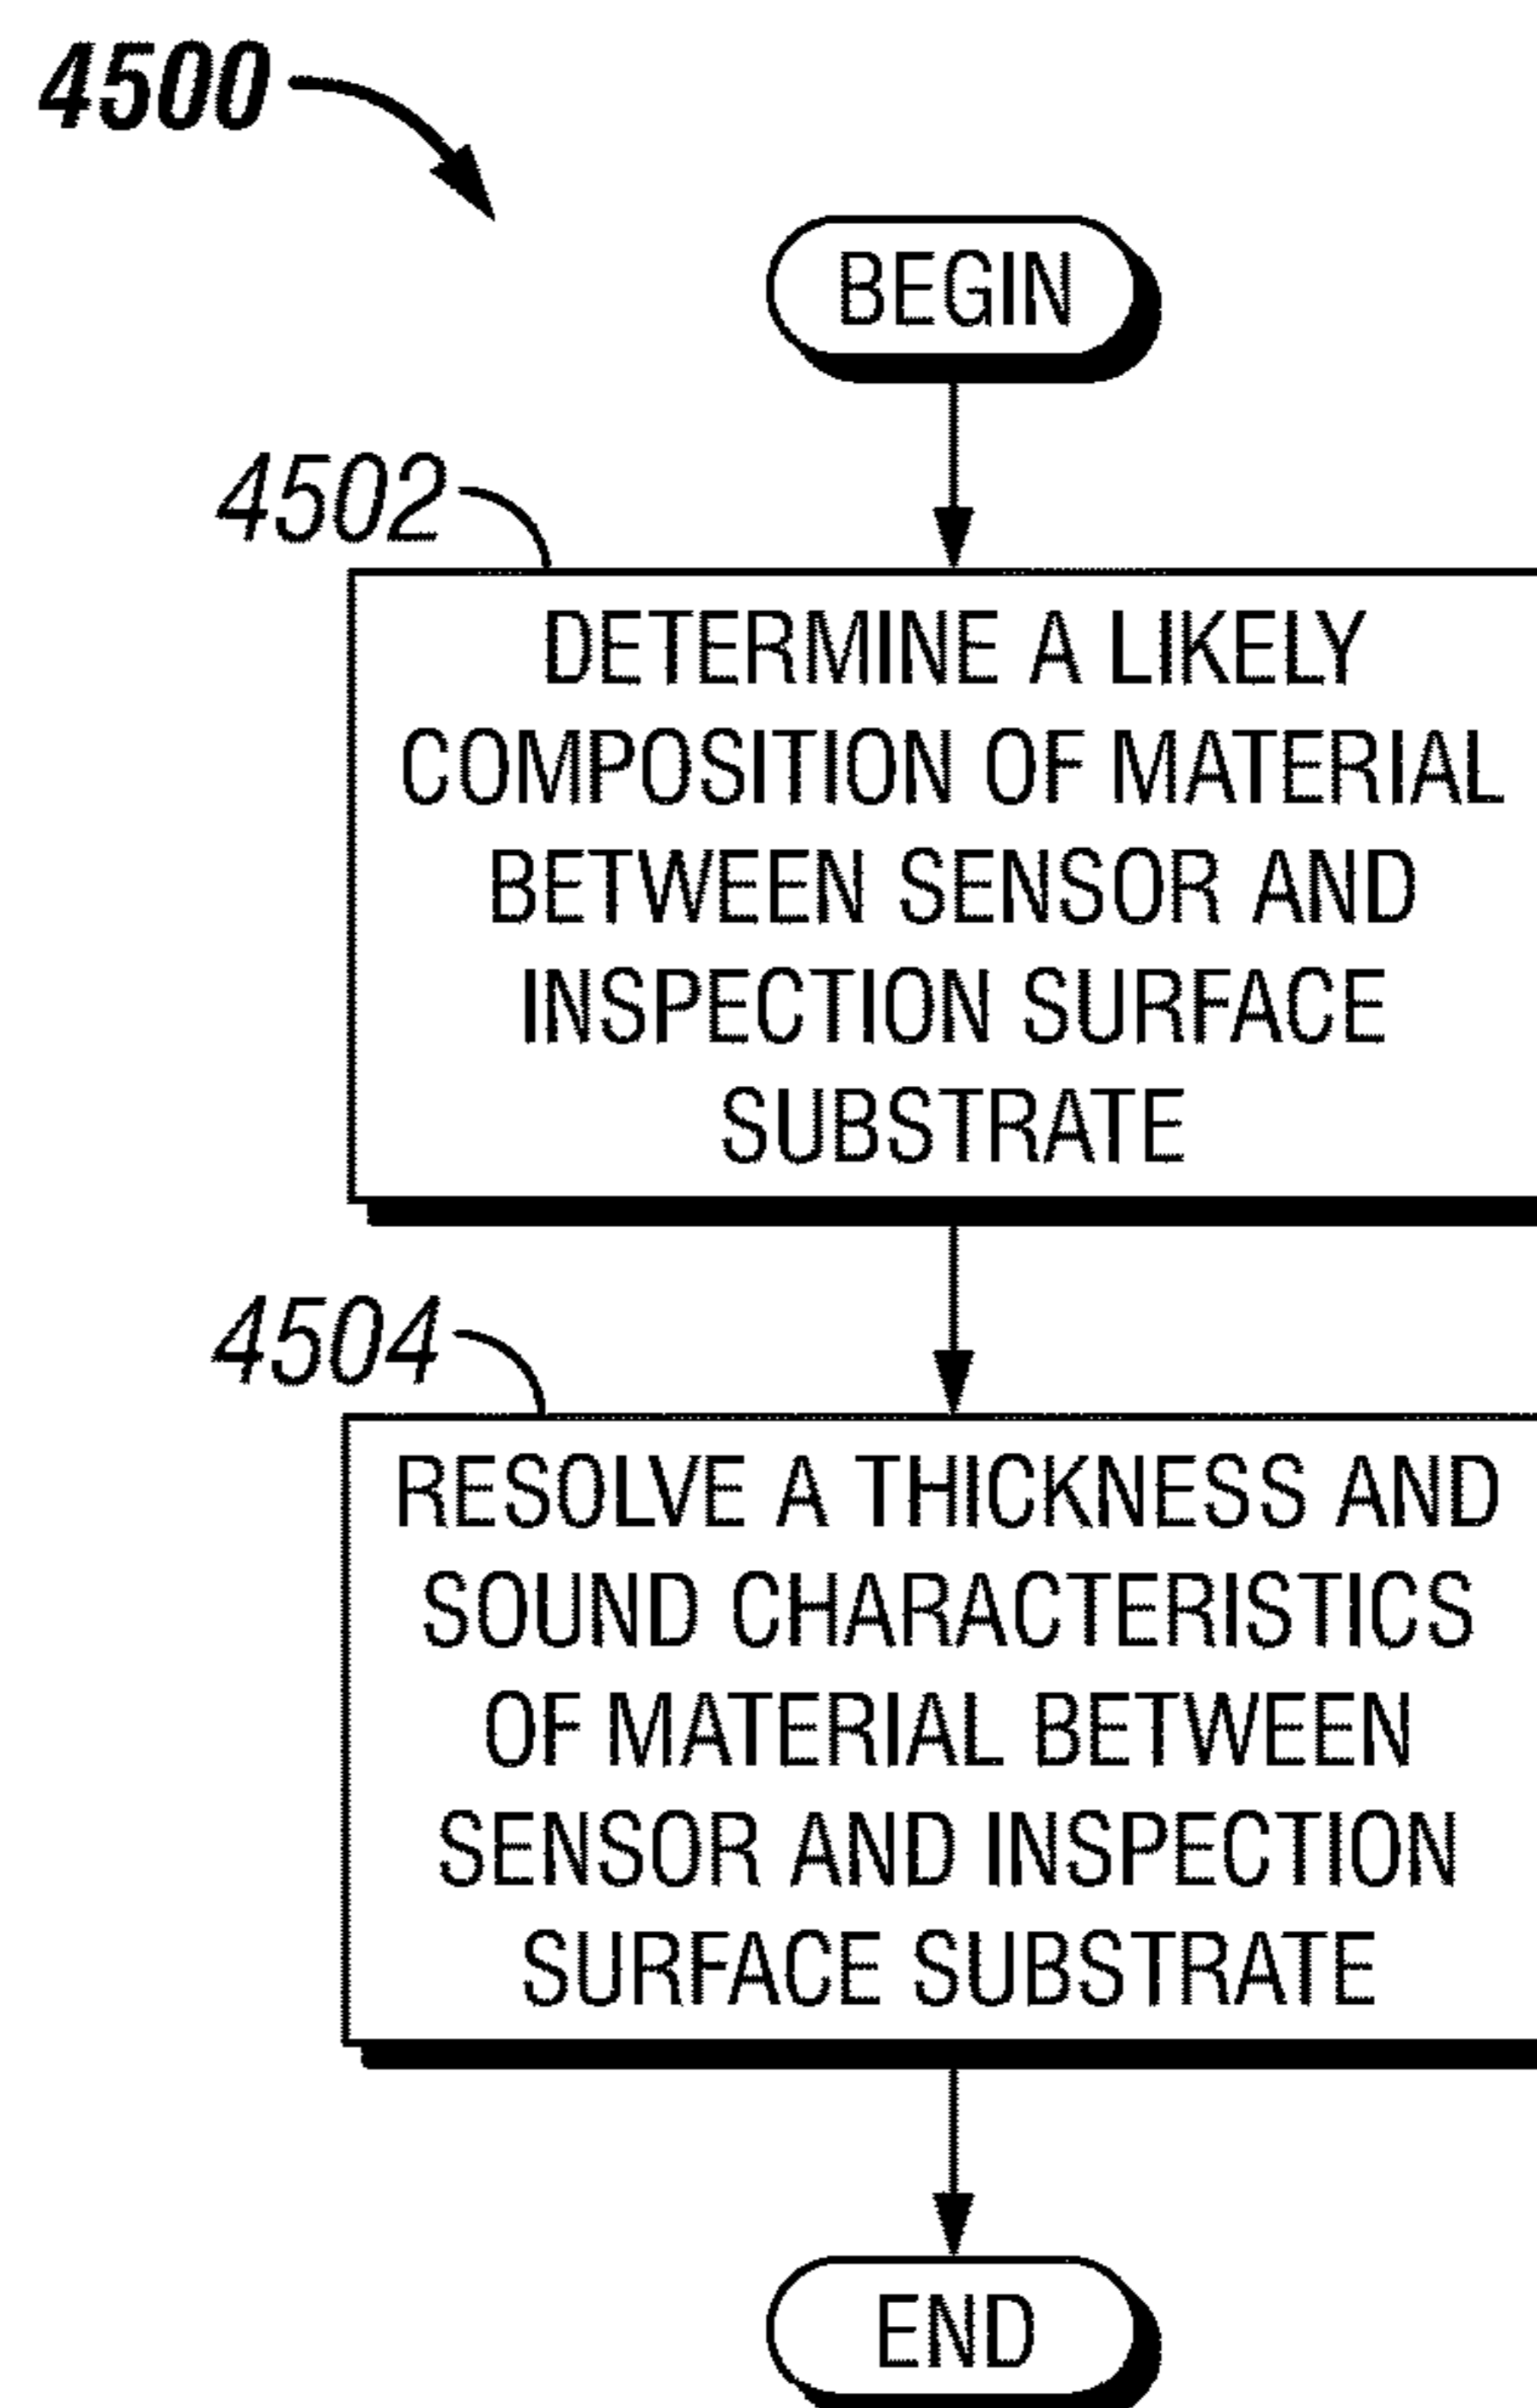 4500
BEGIN
4502
DETERMINE A LIKELY
COMPOSITION OF MATERIAL
BETWEEN SENSOR AND
INSPECTION SURFACE
SUBSTRATE
4504
RESOLVE A THICKNESS AND
SOUND CHARACTERISTICS
OF MATERIAL BETWEEN
SENSOR AND INSPECTION
SURFACE SUBSTRATE
END